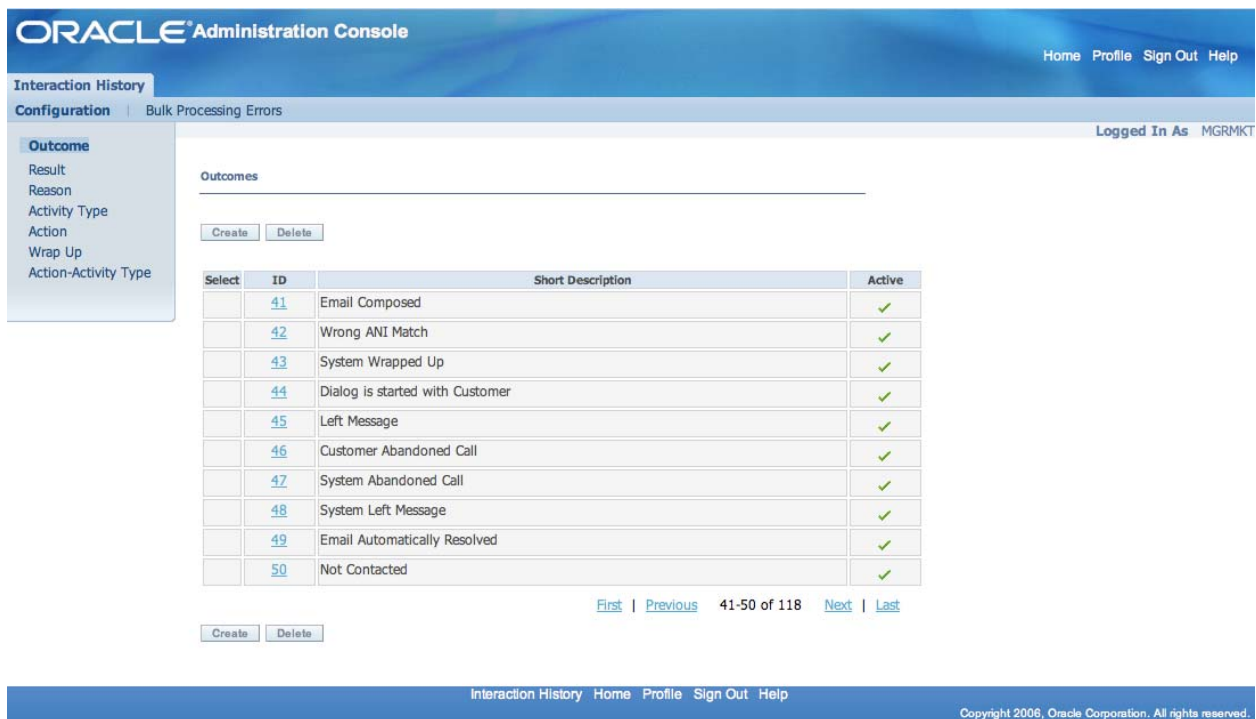 ORACLE® Administration Console
Home Profile Sign Out Help
Interaction History
Configuration | Bulk Processing Errors
Logged In As MGRMKT
Outcome
Result
Reason
Activity Type
Action
Wrap Up
Action-Activity Type
Outcomes
Create Delete
Select ID Short Description Active
41 Email Composed
42 Wrong ANI Match
43 System Wrapped Up
44 Dialog is started with Customer
45 Left Message
46 Customer Abandoned Call
47 System Abandoned Call
48 System Left Message
49 Email Automatically Resolved
50 Not Contacted
First | Previous 41-50 of 118 Next | Last
Create Delete
Interaction History Home Profile Sign Out Help
Copyright 2006, Oracle Corporation. All rights reserved.